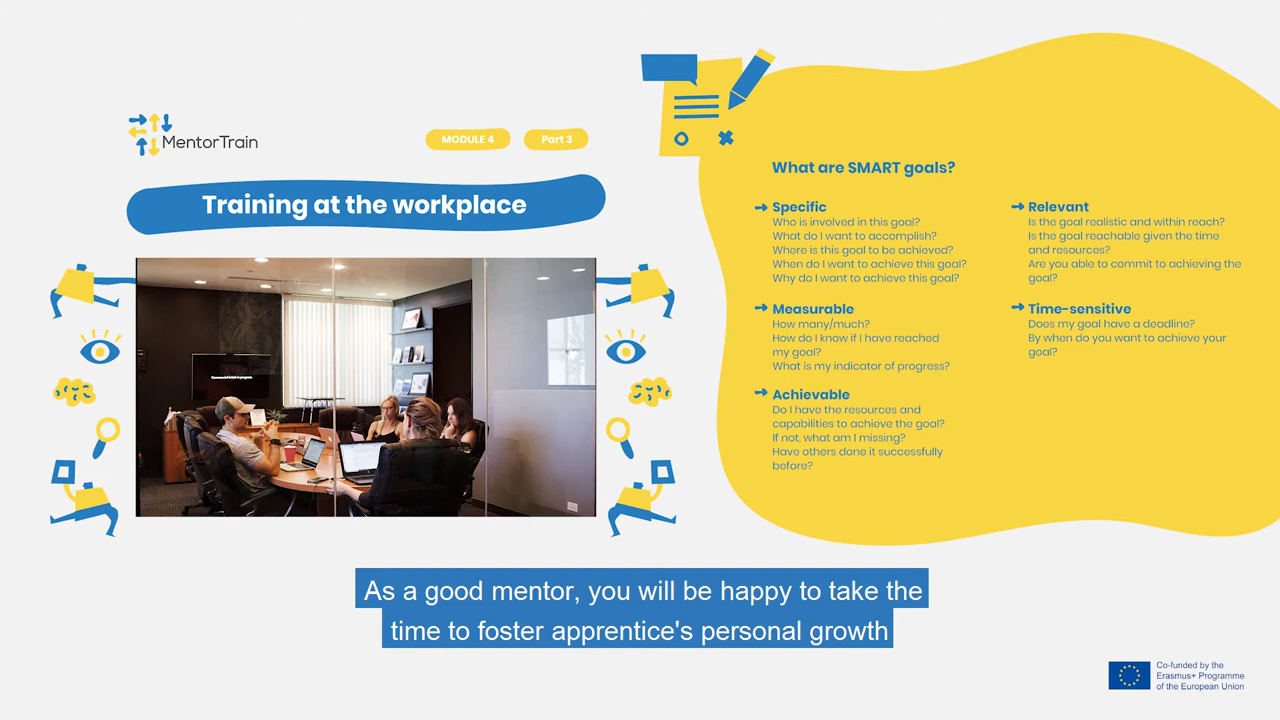 MentorTrain
MODULE 4
Part 3
Training at the workplace
What are SMART goals?
Specific
Who is involved in this goal?
What do I want to accomplish?
Where is this goal to be achieved?
When do I want to achieve this goal?
Why do I want to achieve this goal?
Measurable
How many/much?
How do I know if I have reached
my goal?
What is my indicator of progress?
Achievable
Do I have the resources and
capabilities to achieve the goal?
If not, what am I missing?
Have others done it successfully
before?
Relevant
Is the goal realistic and within reach?
Is the goal reachable given the time
and resources?
Are you able to commit to achieving the
goal?
Time-sensitive
Does my goal have a deadline?
By when do you want to achieve your
goal?
As a good mentor, you will be happy to take the
time to foster apprentice's personal growth
Co-funded by the
Erasmus+ Programme
of the European Union